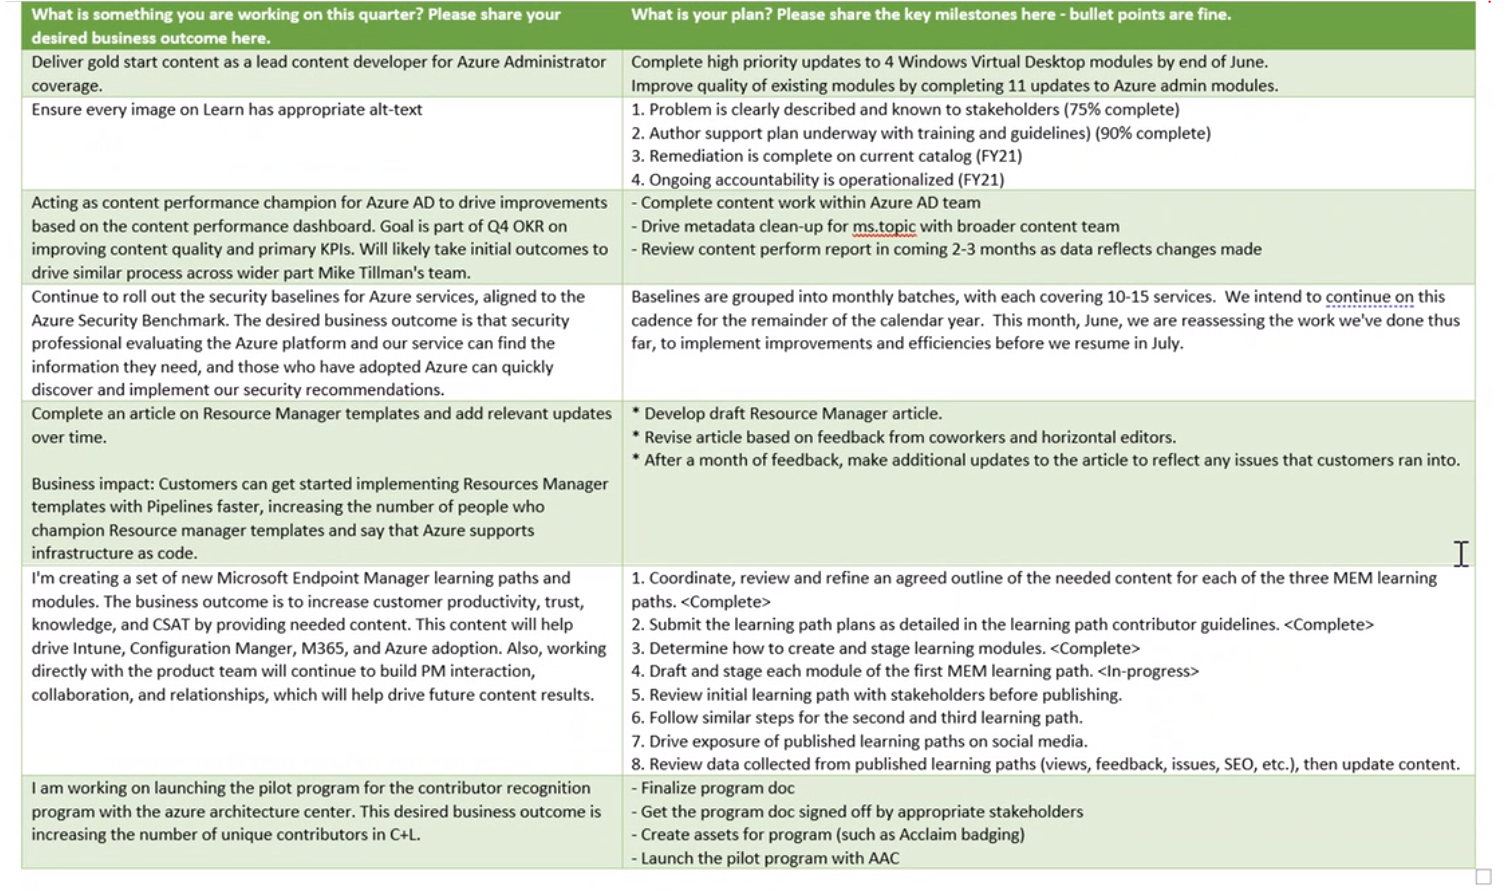 What is something you are working on this quarter? Please share your
desired business outcome here.
What is your plan? Please share the key milestones here - bullet points are fine.
Deliver gold start content as a lead content developer for Azure Administrator
coverage.
Complete high priority updates to 4 Windows Virtual Desktop modules by end of June.
Improve quality of existing modules by completing 11 updates to Azure admin modules.
Ensure every image on Learn has appropriate alt-text
1. Problem is clearly described and known to stakeholders (75% complete)
2. Author support plan underway with training and guidelines) (90% complete)
3. Remediation is complete on current catalog (FY21)
4. Ongoing accountability is operationalized (FY21)
Acting as content performance champion for Azure AD to drive improvements
based on the content performance dashboard. Goal is part of Q4 OKR on
improving content quality and primary KPIs. Will likely take initial outcomes to
drive similar process across wider part Mike Tillman's team.
- Complete content work within Azure AD team
- Drive metadata clean-up for ms.topic with broader content team
- Review content perform report in coming 2-3 months as data reflects changes made
Continue to roll out the security baselines for Azure services, aligned to the
Azure Security Benchmark. The desired business outcome is that security
professional evaluating the Azure platform and our service can find the
information they need, and those who have adopted Azure can quickly
discover and implement our security recommendations.
Baselines are grouped into monthly batches, with each covering 10-15 services.  We intend to continue on this
cadence for the remainder of the calendar year.  This month, June, we are reassessing the work we've done thus
far, to implement improvements and efficiencies before we resume in July.
Complete an article on Resource Manager templates and add relevant updates
over time.
Business impact: Customers can get started implementing Resources Manager
templates with Pipelines faster, increasing the number of people who
champion Resource manager templates and say that Azure supports
infrastructure as code.
* Develop draft Resource Manager article.
* Revise article based on feedback from coworkers and horizontal editors.
* After a month of feedback, make additional updates to the article to reflect any issues that customers ran into.
I'm creating a set of new Microsoft Endpoint Manager learning paths and
modules. The business outcome is to increase customer productivity, trust,
knowledge, and CSAT by providing needed content. This content will help
drive Intune, Configuration Manger, M365, and Azure adoption. Also, working
directly with the product team will continue to build PM interaction,
collaboration, and relationships, which will help drive future content results.
1. Coordinate, review and refine an agreed outline of the needed content for each of the three MEM learning
paths. <Complete>
2. Submit the learning path plans as detailed in the learning path contributor guidelines. <Complete>
3. Determine how to create and stage learning modules. <Complete>
4. Draft and stage each module of the first MEM learning path. <In-progress>
5. Review initial learning path with stakeholders before publishing.
6. Follow similar steps for the second and third learning path.
7. Drive exposure of published learning paths on social media.
8. Review data collected from published learning paths (views, feedback, issues, SEO, etc.), then update content.
I am working on launching the pilot program for the contributor recognition
program with the azure architecture center. This desired business outcome is
increasing the number of unique contributors in C+L.
- Finalize program doc
- Get the program doc signed off by appropriate stakeholders
- Create assets for program (such as Acclaim badging)
- Launch the pilot program with AAC